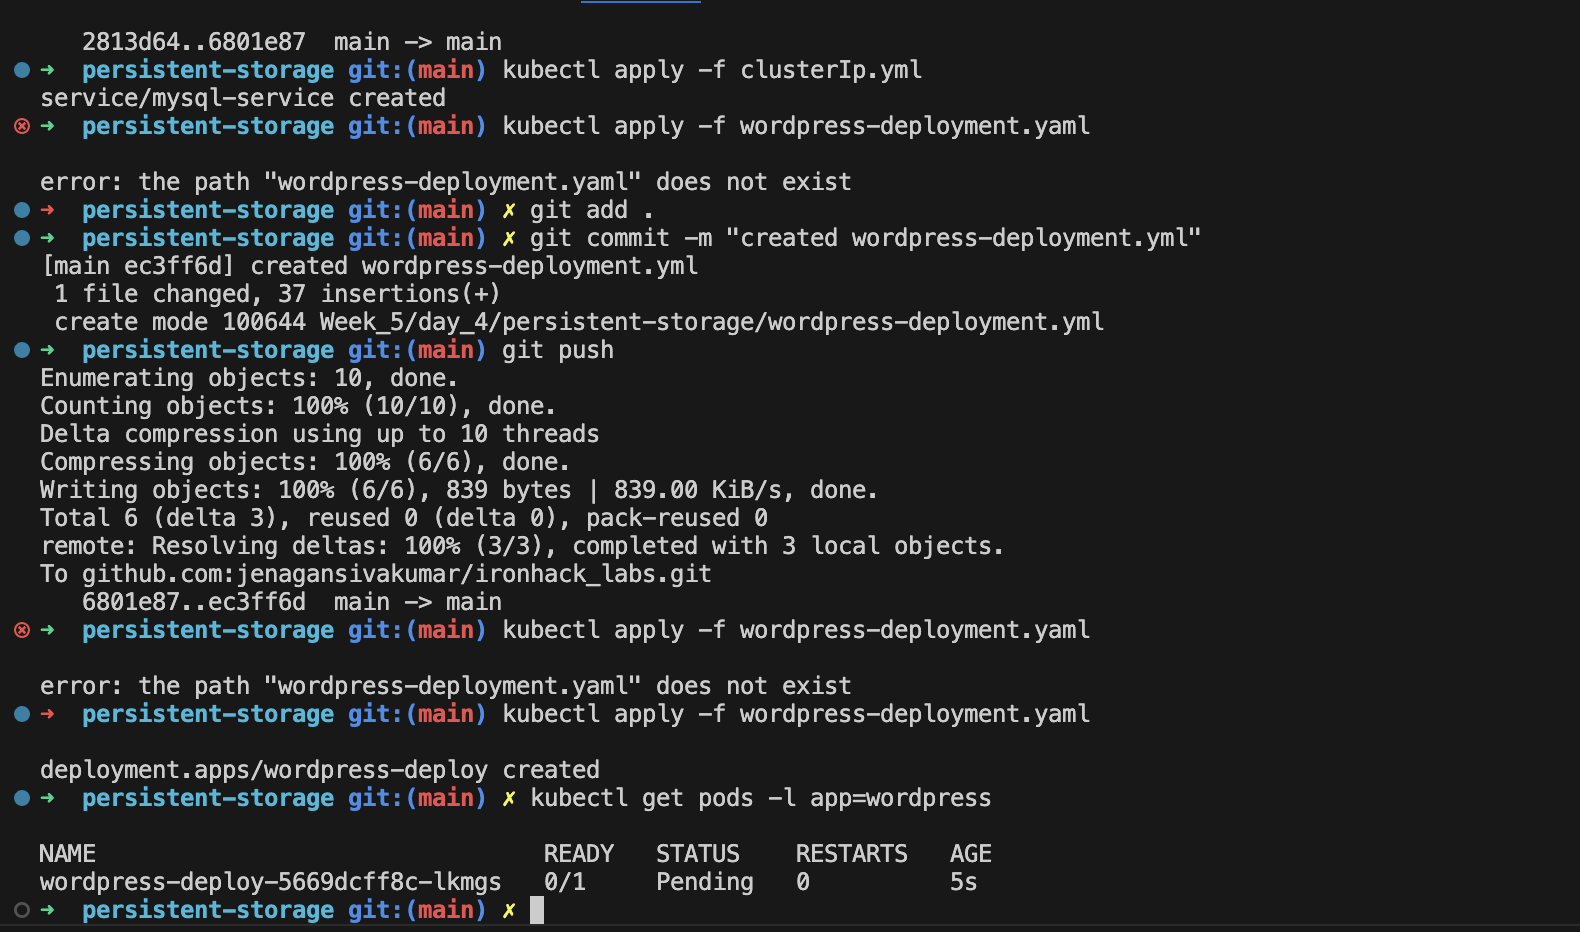 2813d64..6801e87  main -> main
➜  persistent-storage git:(main) kubectl apply -f clusterIp.yml
service/mysql-service created
➜  persistent-storage git:(main) kubectl apply -f wordpress-deployment.yaml
error: the path "wordpress-deployment.yaml" does not exist
➜  persistent-storage git:(main) ✗ git add .
➜  persistent-storage git:(main) ✗ git commit -m "created wordpress-deployment.yml"
[main ec3ff6d] created wordpress-deployment.yml
1 file changed, 37 insertions(+)
create mode 100644 Week_5/day_4/persistent-storage/wordpress-deployment.yml
➜  persistent-storage git:(main) git push
Enumerating objects: 10, done.
Counting objects: 100% (10/10), done.
Delta compression using up to 10 threads
Compressing objects: 100% (6/6), done.
Writing objects: 100% (6/6), 839 bytes | 839.00 KiB/s, done.
Total 6 (delta 3), reused 0 (delta 0), pack-reused 0
remote: Resolving deltas: 100% (3/3), completed with 3 local objects.
To github.com:jenagansivakumar/ironhack_labs.git
6801e87..ec3ff6d  main -> main
➜  persistent-storage git:(main) kubectl apply -f wordpress-deployment.yaml
error: the path "wordpress-deployment.yaml" does not exist
➜  persistent-storage git:(main) kubectl apply -f wordpress-deployment.yaml
deployment.apps/wordpress-deploy created
➜  persistent-storage git:(main) ✗ kubectl get pods -l app=wordpress
NAME                                READY   STATUS    RESTARTS   AGE
wordpress-deploy-5669dcff8c-lkmgs   0/1     Pending   0          5s
➜  persistent-storage git:(main) ✗